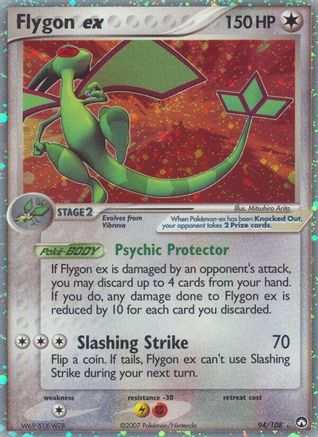 Flygon ex 150 HP
Illus. Mitsuhiro Arita
STAGE 2
Evolves from
Vibrava
When Pokémon-ex has been Knocked Out,
your opponent takes 2 Prize cards.
Poké-BODY Psychic Protector
If Flygon ex is damaged by an opponent's attack,
you may discard up to 4 cards from your hand.
If you do, any damage done to Flygon ex is
reduced by 10 for each card you discarded.
Slashing Strike 70
Flip a coin. If tails, Flygon ex can't use Slashing
Strike during your next turn.
weakness resistance -30 retreat cost
©2007 Pokémon/Nintendo 94/108